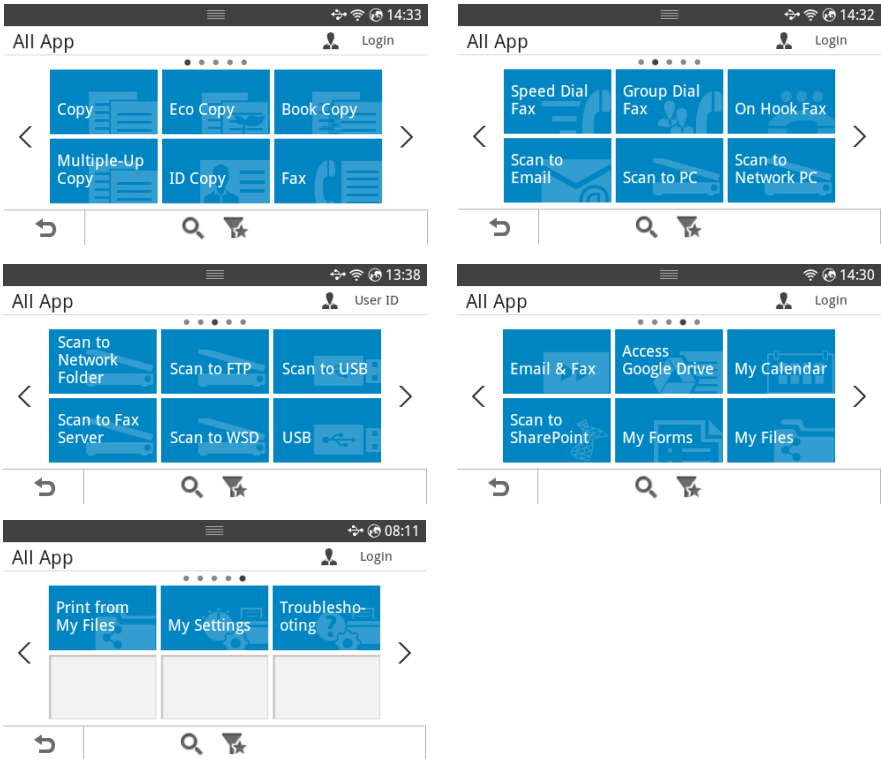 14:33
All App
Login
Copy
Eco Copy
Book Copy
Multiple-Up
Copy
ID Copy
Fax
14:32
All App
Login
Speed Dial
Fax
Group Dial
Fax
On Hook Fax
Scan to
Email
Scan to PC
Scan to
Network PC
13:38
All App
User ID
Scan to
Network
Folder
Scan to FTP
Scan to USB
Scan to Fax
Server
Scan to WSD
USB
14:30
All App
Login
Email & Fax
Access
Google Drive
My Calendar
Scan to
SharePoint
My Forms
My Files
08:11
All App
Login
Print from
My Files
My Settings
Troublesho-
oting